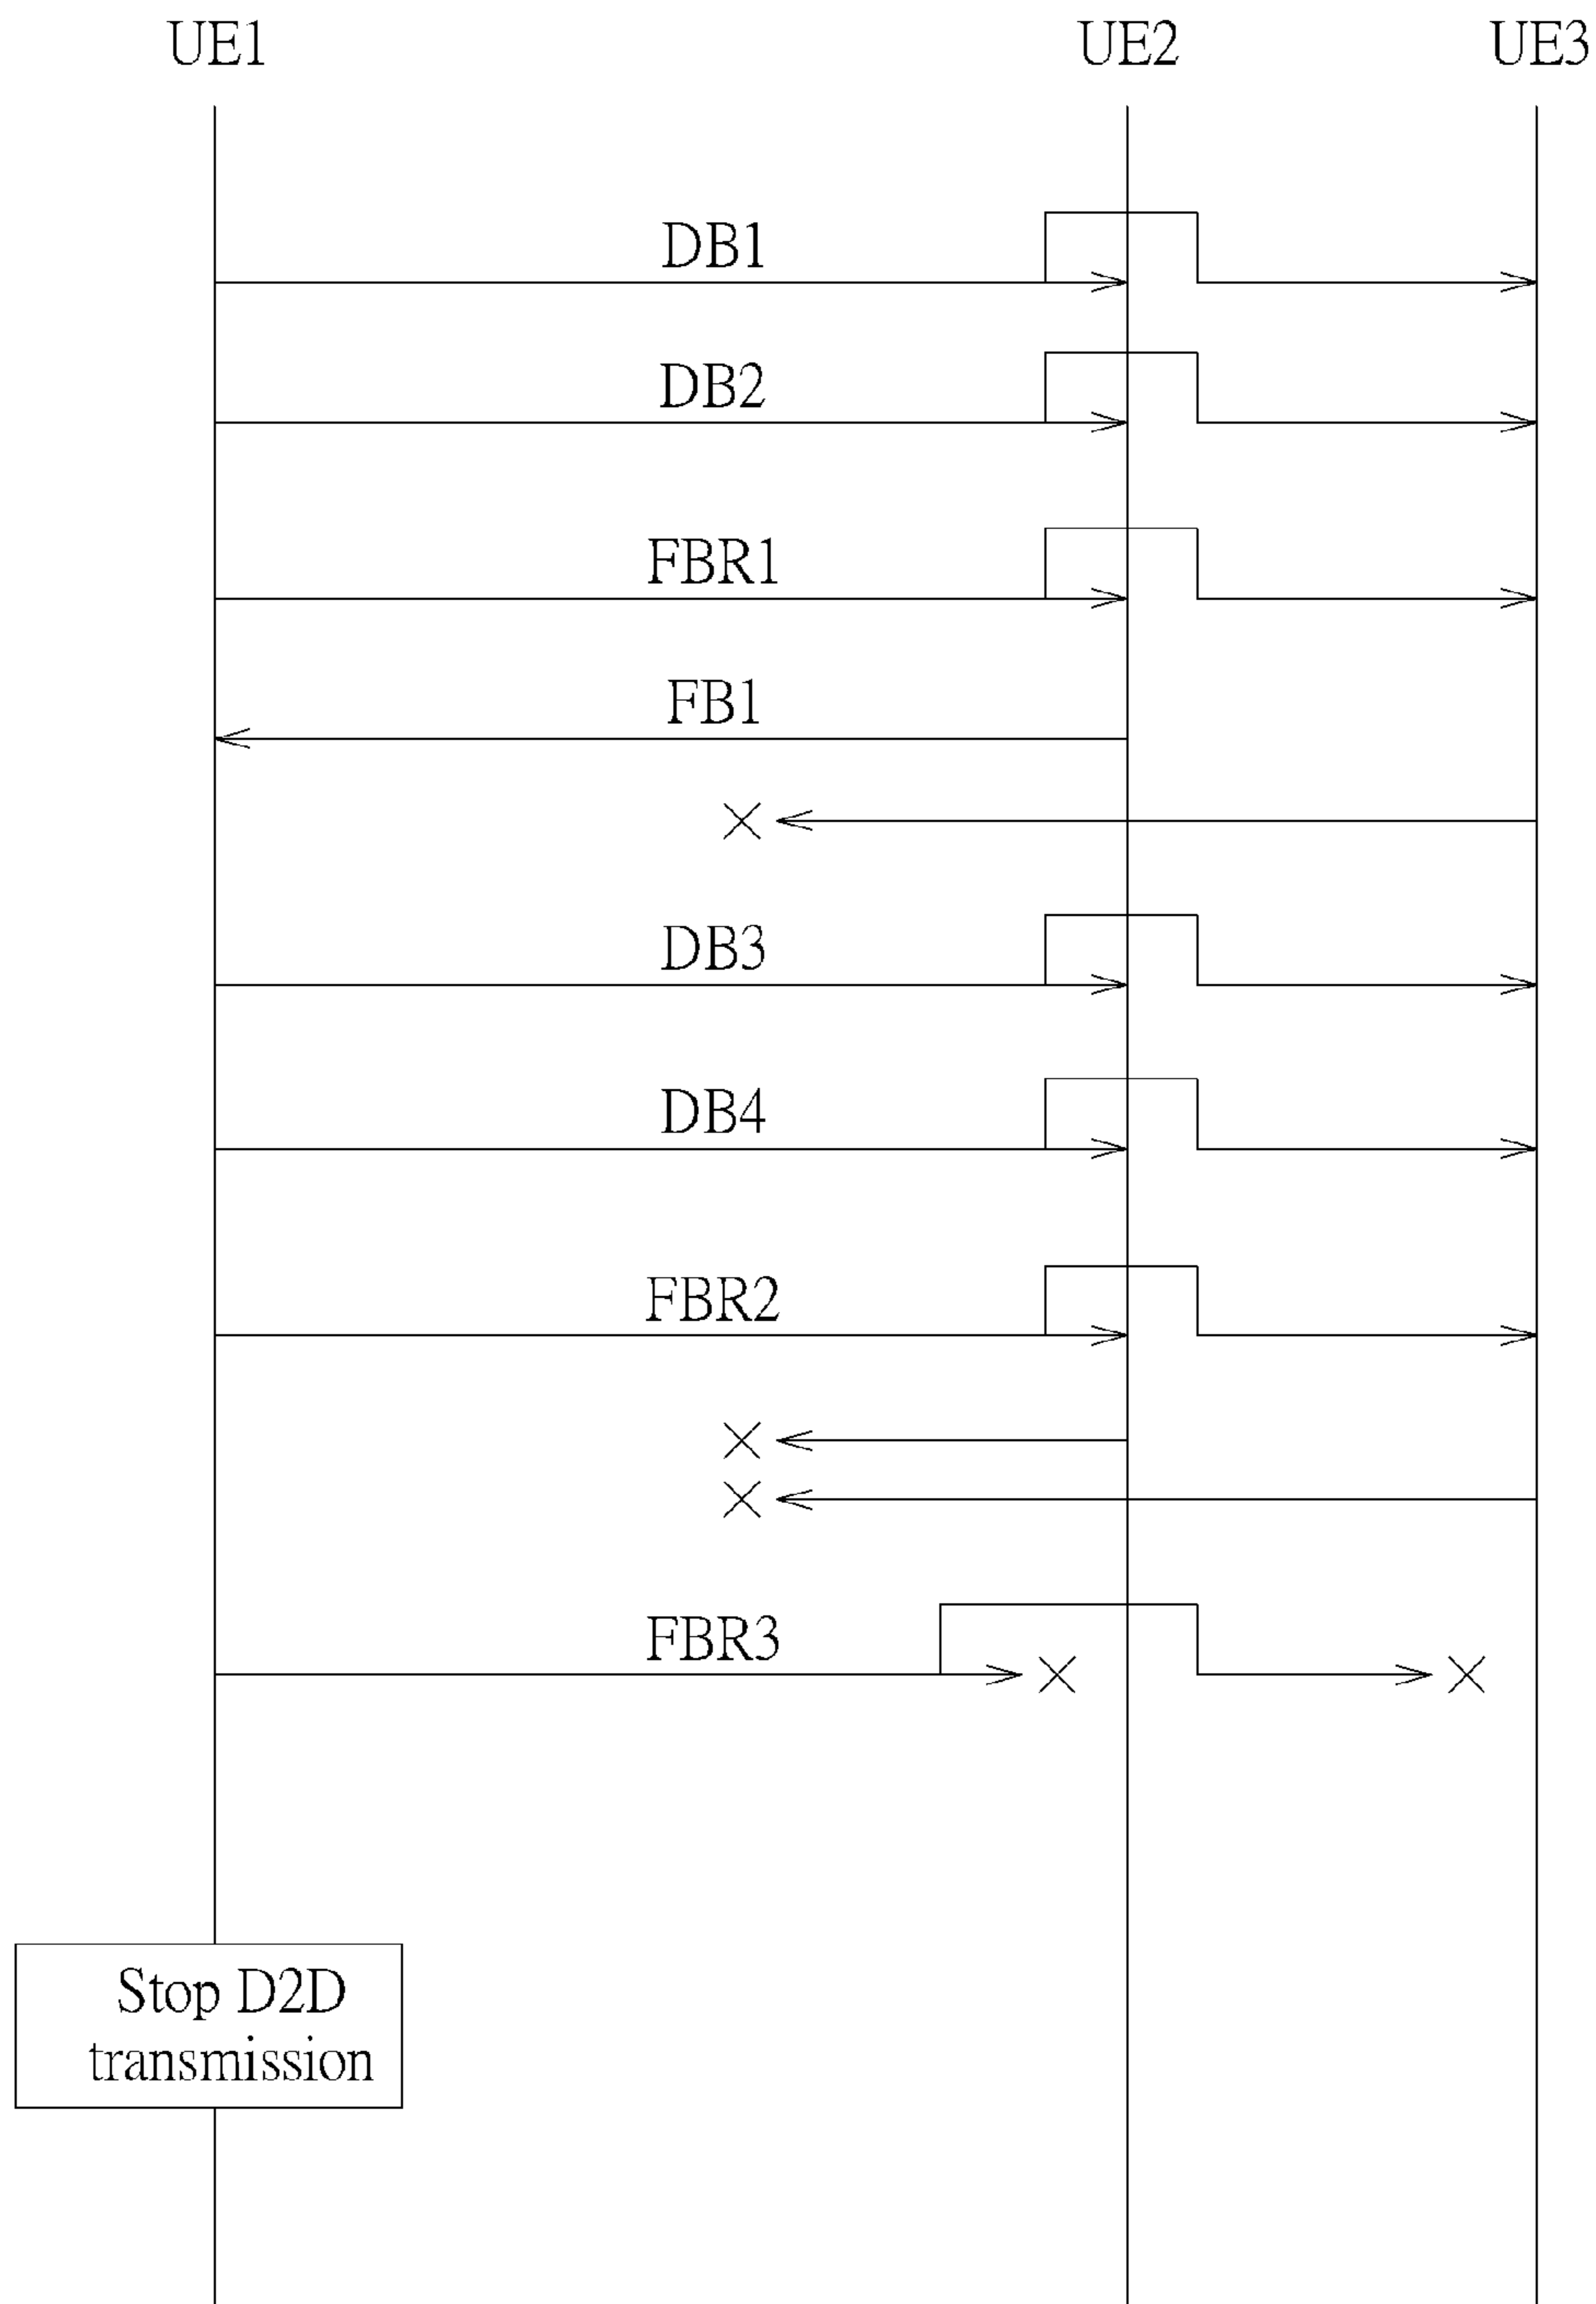 UE1 UE2 UE3
DB1
DB2
FBR1
FB1
DB3
DB4
FBR2
FBR3
Stop D2D
transmission